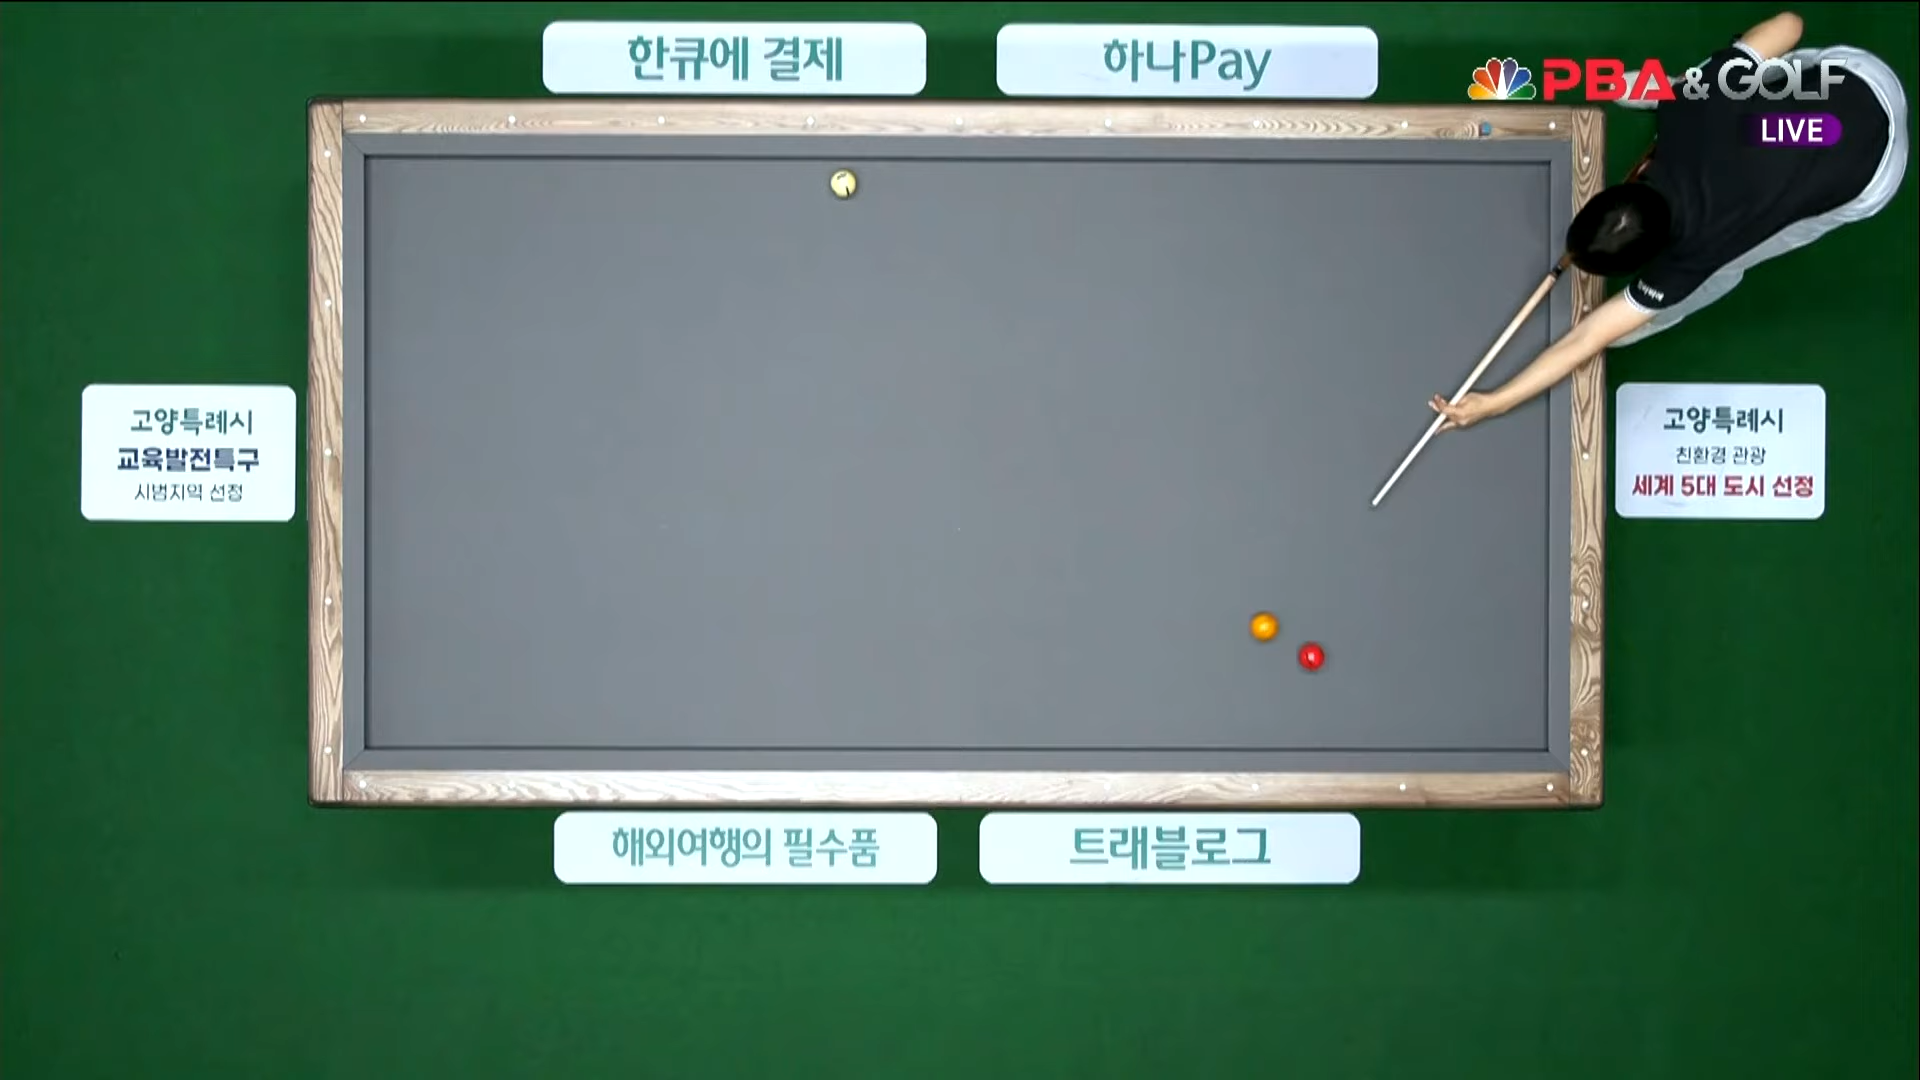 한큐에 결제
하나Pay
PBA & GOLF
LIVE
고양특례시
교육발전특구
시범지역 선정
고양특례시
친환경 관광
세계 5대 도시 선정
해외여행의 필수품
트래블로그